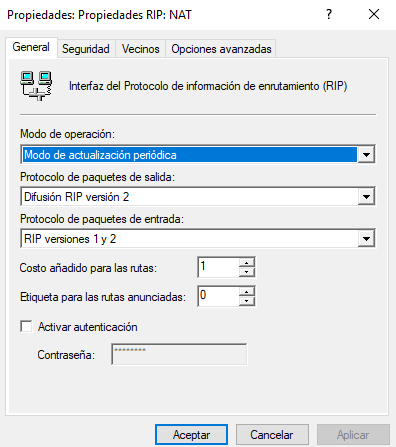 Propiedades: Propiedades RIP: NAT
?
General Seguridad Vecinos Opciones avanzadas
Interfaz del Protocolo de información de enrutamiento (RIP)
Modo de operación:
Modo de actualización periódica
Protocolo de paquetes de salida:
Difusión RIP versión 2
Protocolo de paquetes de entrada:
RIP versiones 1 y 2
Costo añadido para las rutas: 1
Etiqueta para las rutas anunciadas: 0
Activar autenticación
Contraseña: ********
Aceptar Cancelar Aplicar